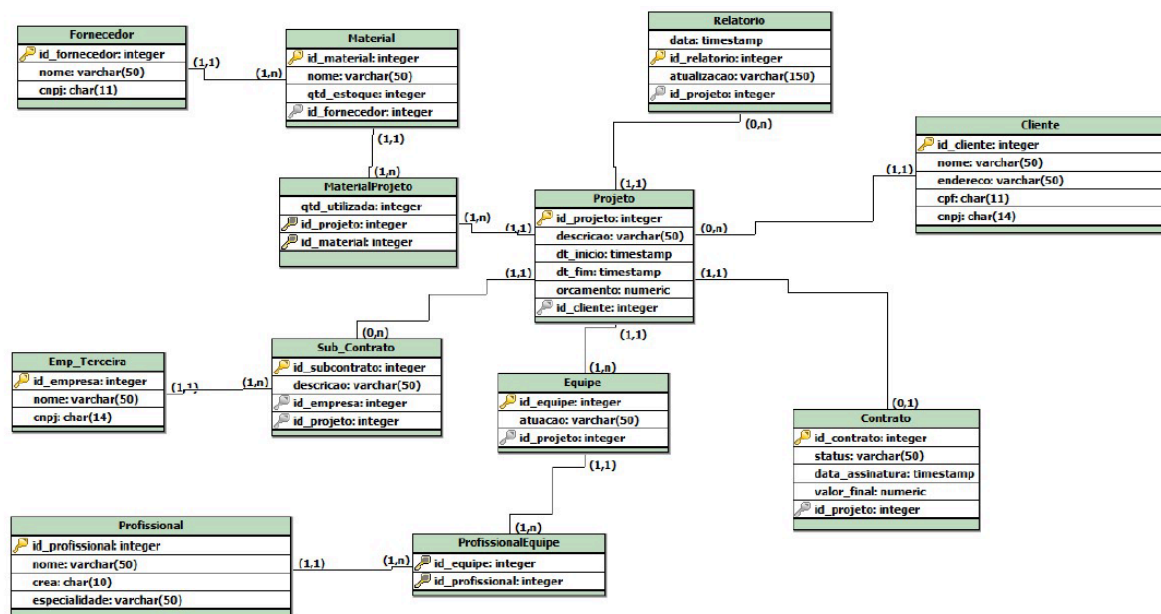 Fornecedor
id_fornecedor: integer
nome: varchar(50)
cnpj: char(11)
(1,1)
(1,n)
Material
id_material: integer
nome: varchar(50)
qtd_estoque: integer
id_fornecedor: integer
(1,1)
(1,n)
Relatorio
data: timestamp
id_relatorio: integer
atualizacao: varchar(150)
id_projeto: integer
(0,n)
(1,1)
Cliente
id_cliente: integer
nome: varchar(50)
endereco: varchar(50)
cpf: char(11)
cnpj: char(14)
(1,1)
(0,n)
MaterialProjeto
qtd_utilizada: integer
id_projeto: integer
id_material: integer
(1,n)
(1,1)
Projeto
id_projeto: integer
descricao: varchar(50)
dt_inicio: timestamp
dt_fim: timestamp
orcamento: numeric
id_cliente: integer
(1,1)
(1,1)
(1,1)
(0,n)
Emp_Terceira
id_empresa: integer
nome: varchar(50)
cnpj: char(14)
(1,1)
(1,n)
Sub_Contrato
id_subcontrato: integer
descricao: varchar(50)
id_empresa: integer
id_projeto: integer
(1,n)
Equipe
id_equipe: integer
atuacao: varchar(50)
id_projeto: integer
(1,1)
(0,1)
Contrato
id_contrato: integer
status: varchar(50)
data_assinatura: timestamp
valor_final: numeric
id_projeto: integer
Profissional
id_profissional: integer
nome: varchar(50)
crea: char(10)
especialidade: varchar(50)
(1,1)
(1,n)
(1,n)
ProfissionalEquipe
id_equipe: integer
id_profissional: integer